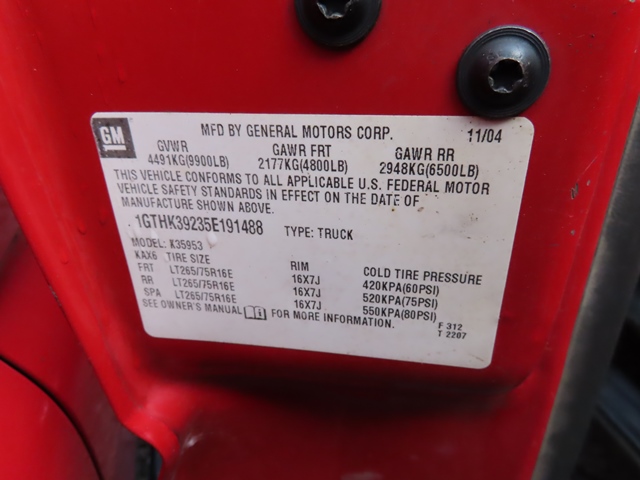 GM
MFD BY GENERAL MOTORS CORP. 11/04
GVWR GAWR FRT GAWR RR
4491KG(9900LB) 2177KG(4800LB) 2948KG(6500LB)
THIS VEHICLE CONFORMS TO ALL APPLICABLE U.S. FEDERAL MOTOR
VEHICLE SAFETY STANDARDS IN EFFECT ON THE DATE OF
MANUFACTURE SHOWN ABOVE.
1GTHK39235E191488 TYPE: TRUCK
MODEL: K35953
KAX6 TIRE SIZE RIM COLD TIRE PRESSURE
FRT LT265/75R16E 16X7J 420KPA(60PSI)
RR LT265/75R16E 16X7J 520KPA(75PSI)
SPA LT265/75R16E 16X7J 550KPA(80PSI)
SEE OWNER'S MANUAL FOR MORE INFORMATION. F 312
T 2207